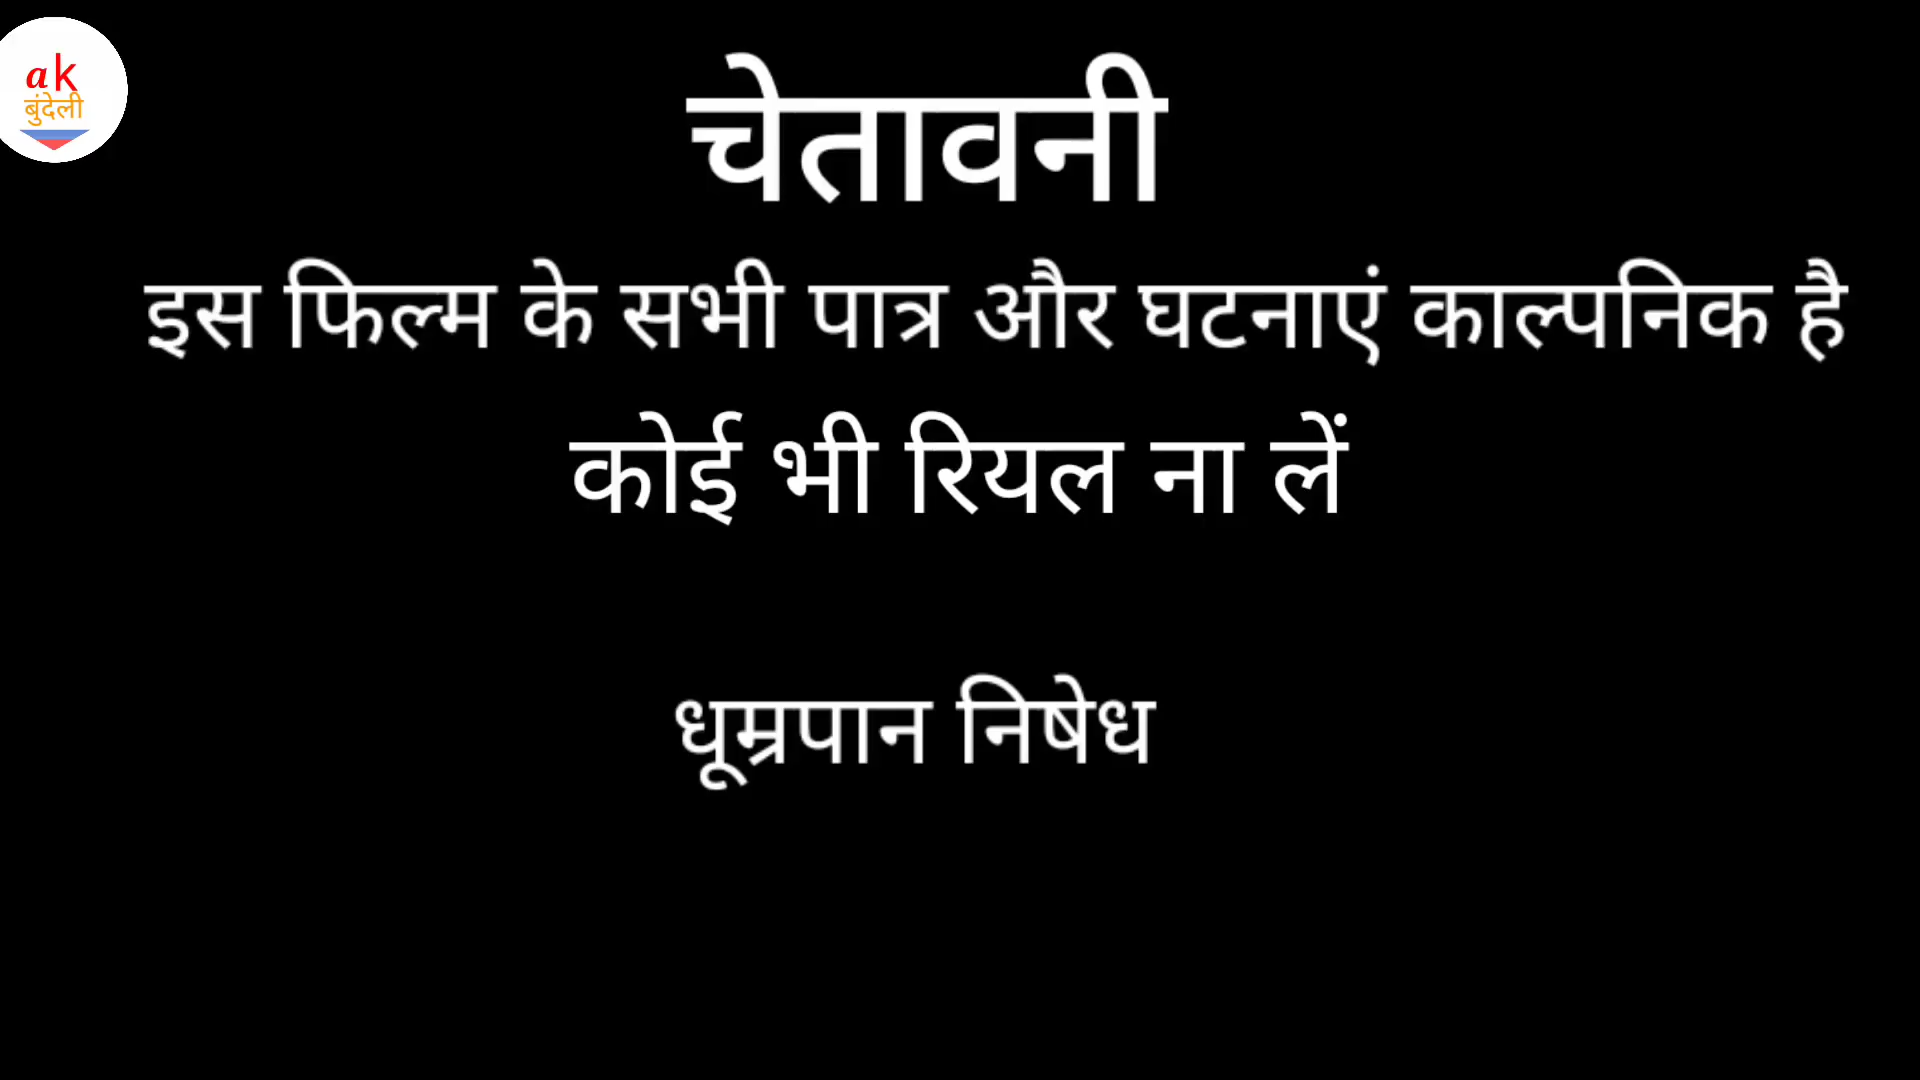 ak
बुंदेली
चेतावनी
इस फिल्म के सभी पात्र और घटनाएं काल्पनिक है
कोई भी रियल ना लें
धूम्रपान निषेध